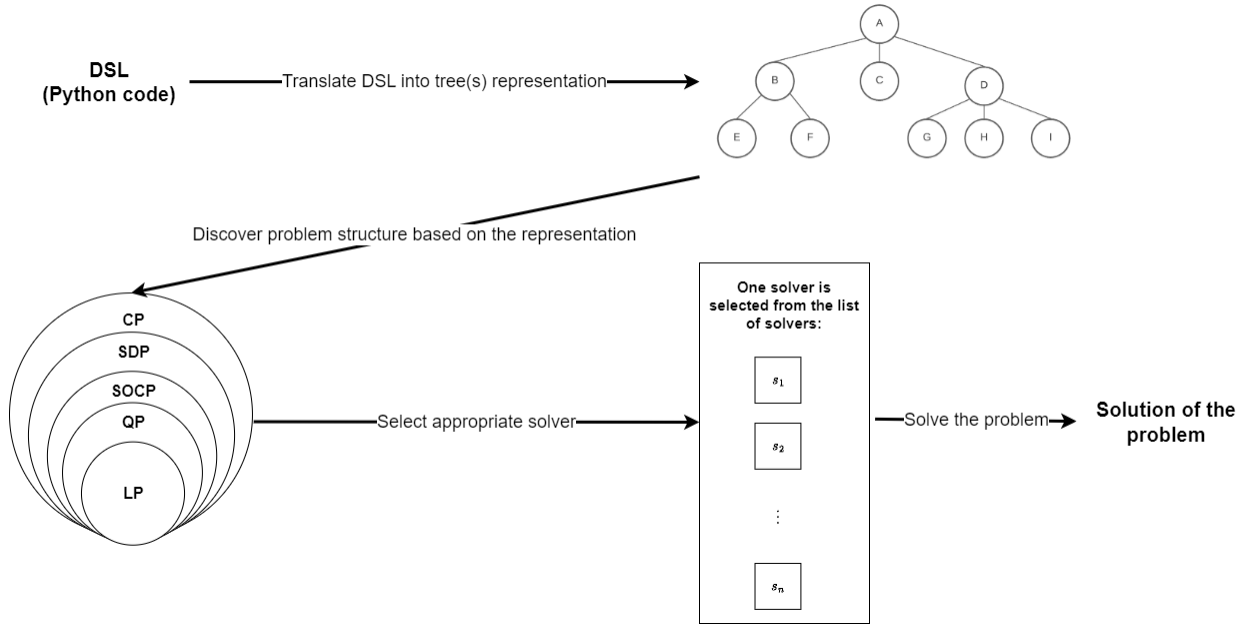 A
DSL
(Python code)
Translate DSL into tree(s) representation
B
C
D
E
F
G
H
I
Discover problem structure based on the representation
CP
SDP
SOCP
QP
LP
Select appropriate solver
One solver is
selected from the list
of solvers:
s₁
s₂
⋮
sₙ
Solve the problem
Solution of the
problem